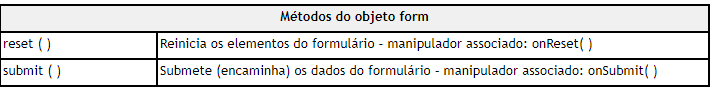 Métodos do objeto form
reset ( ) Reinicia os elementos do formulário - manipulador associado: onReset( )
submit ( ) Submete (encaminha) os dados do formulário - manipulador associado: onSubmit( )